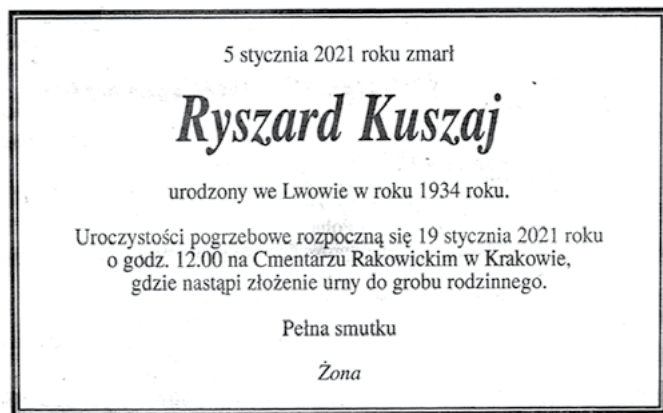 5 stycznia 2021 roku zmarł
Ryszard Kuszaj
urodzony we Lwowie w roku 1934 roku.
Uroczystości pogrzebowe rozpoczną się 19 stycznia 2021 roku
o godz. 12.00 na Cmentarzu Rakowickim w Krakowie,
gdzie nastąpi złożenie urny do grobu rodzinnego.
Pełna smutku
Żona